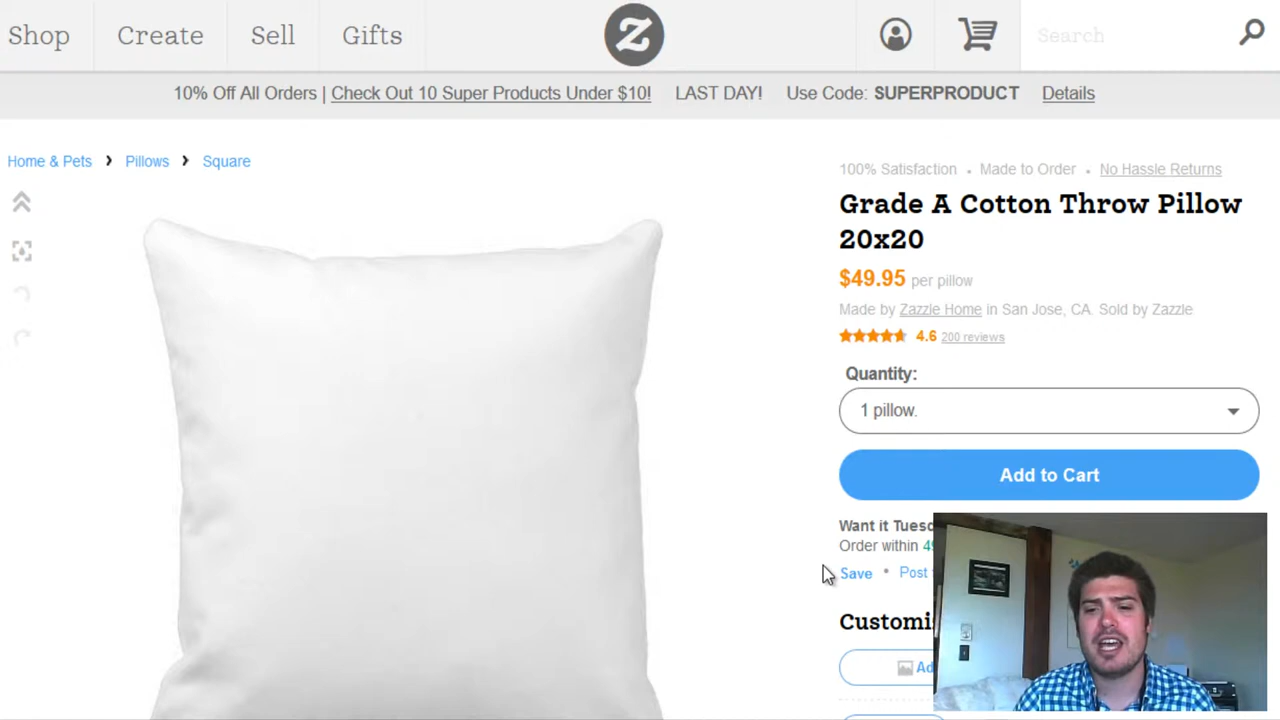 Shop Create Sell Gifts Z Search
10% Off All Orders | Check Out 10 Super Products Under $10! LAST DAY! Use Code: SUPERPRODUCT Details
Home & Pets > Pillows > Square
100% Satisfaction • Made to Order • No Hassle Returns
Grade A Cotton Throw Pillow
20x20
$49.95 per pillow
Made by Zazzle Home in San Jose, CA. Sold by Zazzle
4.6 200 reviews
Quantity:
1 pillow.
Add to Cart
Want it
Order within
Save • Post